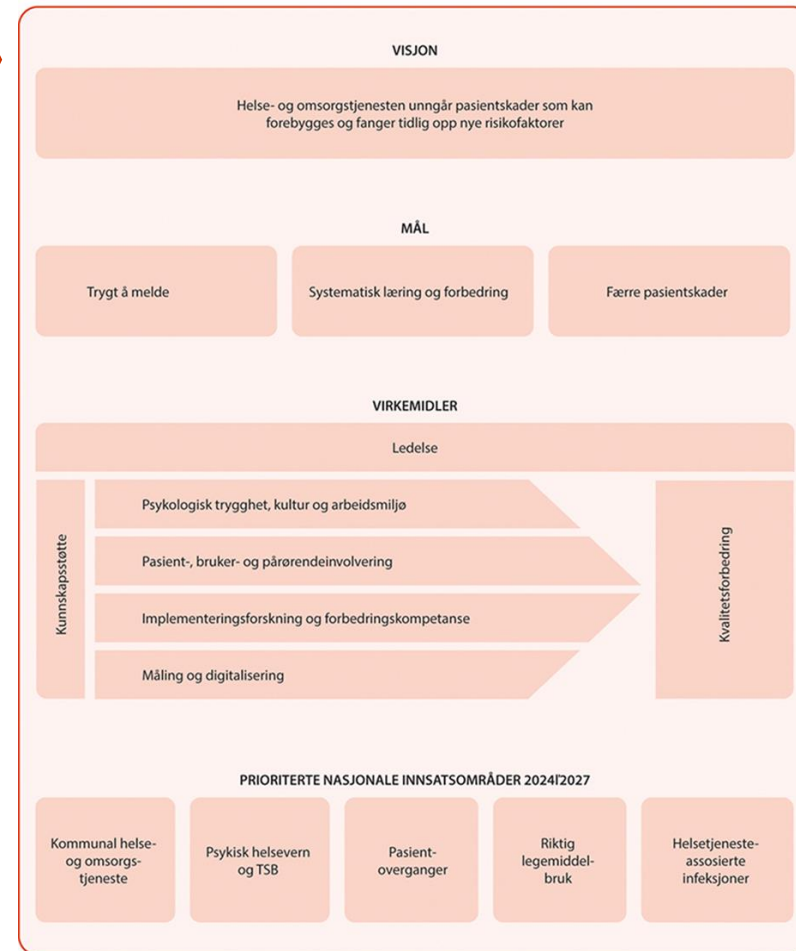 VISJON
Helse- og omsorgstjenesten unngår pasientskader som kan
forebygges og fanger tidlig opp nye risikofaktorer
MÅL
Trygt å melde
Systematisk læring og forbedring
Færre pasientskader
VIRKEMIDLER
Ledelse
Kunnskapsstøtte
Psykologisk trygghet, kultur og arbeidsmiljø
Pasient-, bruker- og pårørendeinvolvering
Implementeringsforskning og forbedringskompetanse
Måling og digitalisering
Kvalitetsforbedring
PRIORITERTE NASJONALE INNSATSOMRÅDER 2024ľ2027
Kommunal helse-
og omsorgs-
tjeneste
Psykisk helsevern
og TSB
Pasient-
overganger
Riktig
legemiddel-
bruk
Helsetjeneste-
assosierte
infeksjoner